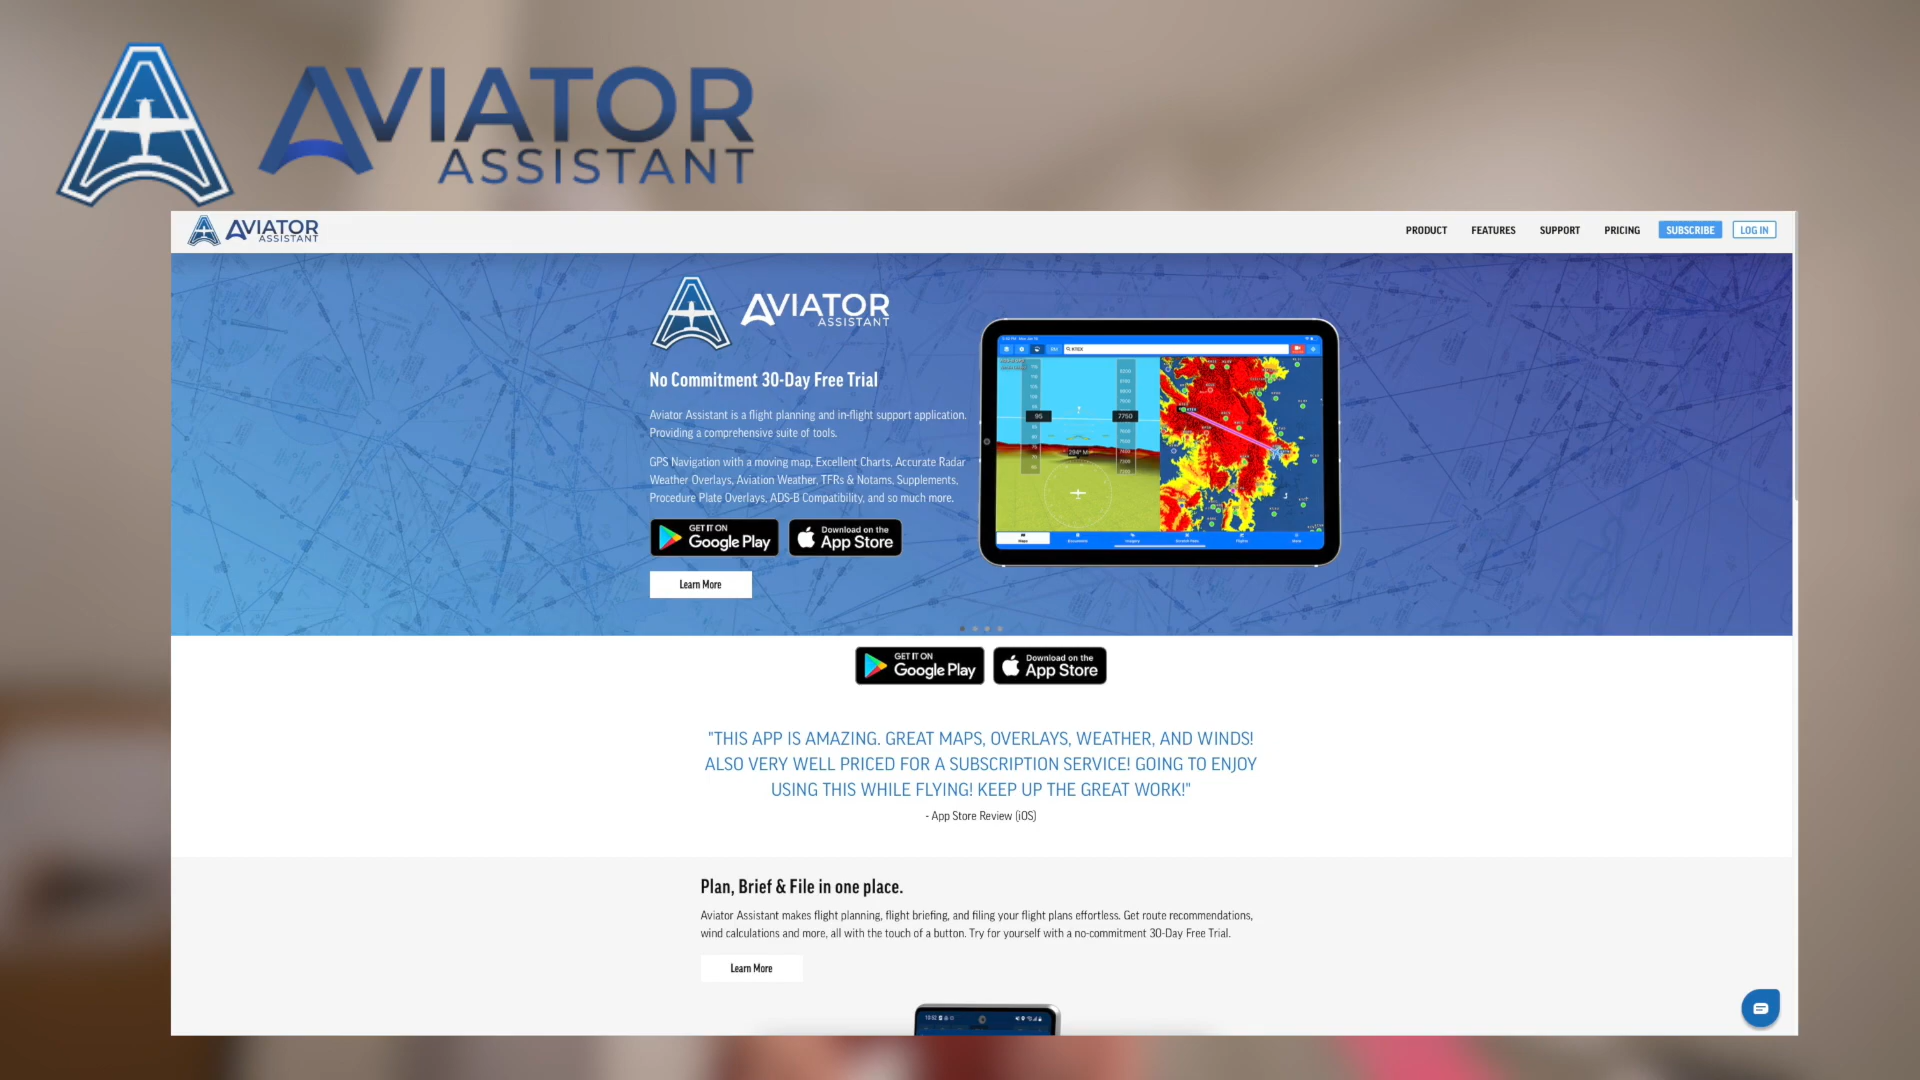 AVIATOR
ASSISTANT
AVIATOR
ASSISTANT
PRODUCT FEATURES SUPPORT PRICING SUBSCRIBE LOG IN
AVIATOR
ASSISTANT
No Commitment 30-Day Free Trial
Aviator Assistant is a flight planning and in-flight support application.
Providing a comprehensive suite of tools.
GPS Navigation with a moving map, Excellent Charts, Accurate Radar
Weather Overlays, Aviation Weather, TFRs & Notams, Supplements,
Procedure Plate Overlays, ADS-B Compatibility, and so much more.
GET IT ON
Google Play
Download on the
App Store
Learn More
95
7750
GET IT ON
Google Play
Download on the
App Store
"THIS APP IS AMAZING. GREAT MAPS, OVERLAYS, WEATHER, AND WINDS!
ALSO VERY WELL PRICED FOR A SUBSCRIPTION SERVICE! GOING TO ENJOY
USING THIS WHILE FLYING! KEEP UP THE GREAT WORK!"
- App Store Review (iOS)
Plan, Brief & File in one place.
Aviator Assistant makes flight planning, flight briefing, and filing your flight plans effortless. Get route recommendations,
wind calculations and more, all with the touch of a button. Try for yourself with a no-commitment 30-Day Free Trial.
Learn More